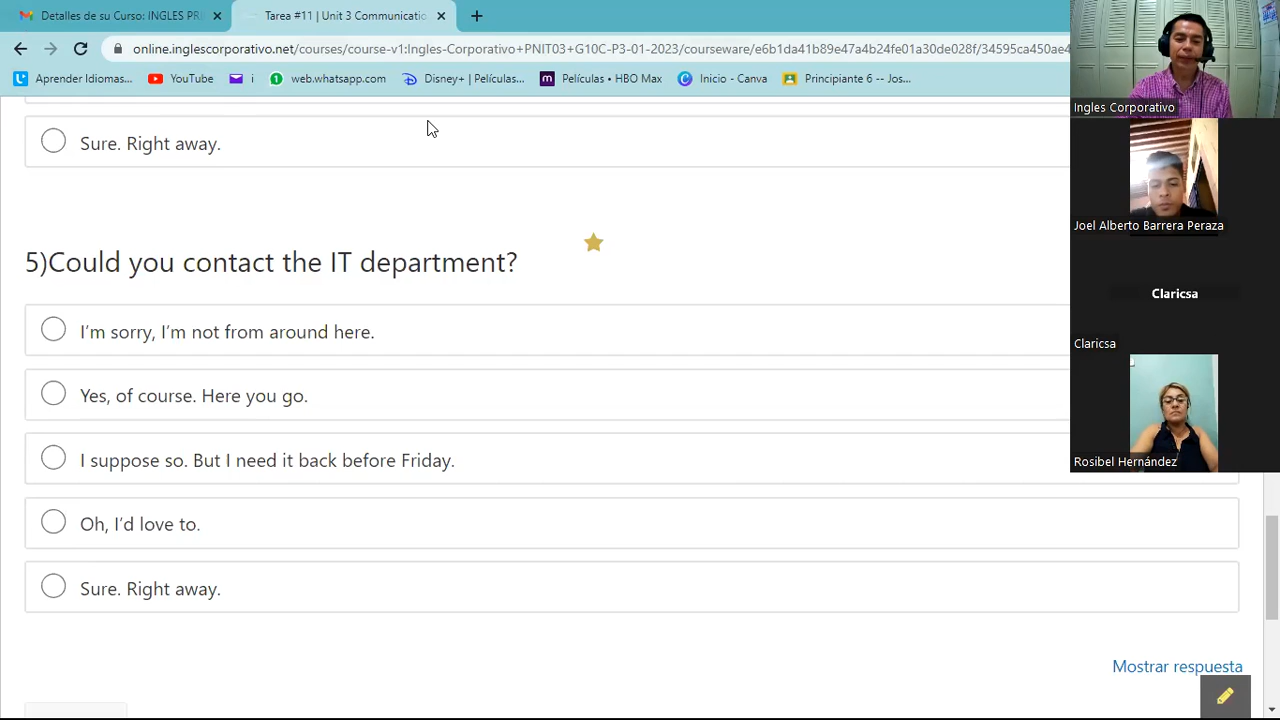 Detalles de su Curso: INGLES PRI
Tarea #11 | Unit 3 Communicatio
online.inglescorporativo.net/courses/course-v1:ingles-Corporativo+PNIT03+G10C-P3-01-2023/courseware/e6b1da41b89e47a4b24fe01a30de028f/34595ca450ae4
Aprender Idiomas...
YouTube
i
web.whatsapp.com
Disney+ | Películas...
Películas • HBO Max
Inicio - Canva
Principiante 6 -- Jos...
Ingles Corporativo
Sure. Right away.
Joel Alberto Barrera Peraza
5)Could you contact the IT department?
Claricsa
I’m sorry, I’m not from around here.
Claricsa
Yes, of course. Here you go.
I suppose so. But I need it back before Friday.
Rosibel Hernández
Oh, I’d love to.
Sure. Right away.
Mostrar respuesta